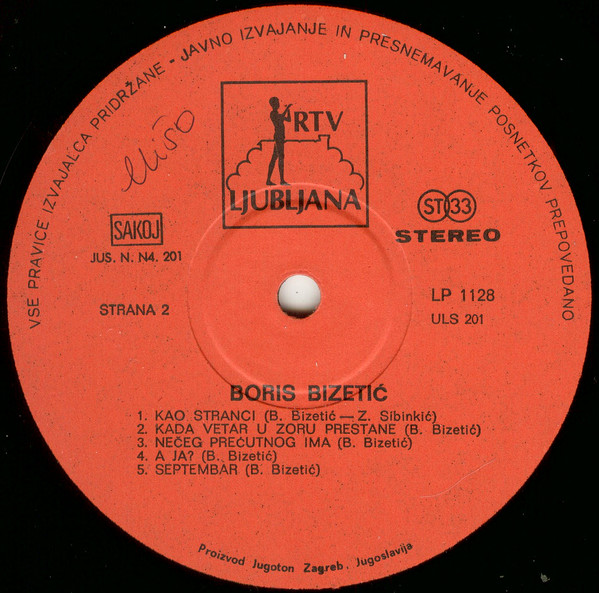 VSE PRAVICE IZVAJALCA PRIDRŽANE - JAVNO IZVAJANJE IN PRESNEMAVANJE POSNETKOV PREPOVEDANO
Mišo
RTV
LJUBLJANA
SAKOJ
JUS. N. N4. 201
ST 33
STEREO
STRANA 2
LP 1128
ULS 201
BORIS BIZETIĆ
1. KAO STRANCI (B. Bizetić — Z. Sibinkić)
2. KADA VETAR U ZORU PRESTANE (B. Bizetić)
3. NEČEG PREĆUTNOG IMA (B. Bizetić)
4. A JA? (B. Bizetić)
5. SEPTEMBAR (B. Bizetić)
Proizvod Jugoton Zagreb. Jugoslavija